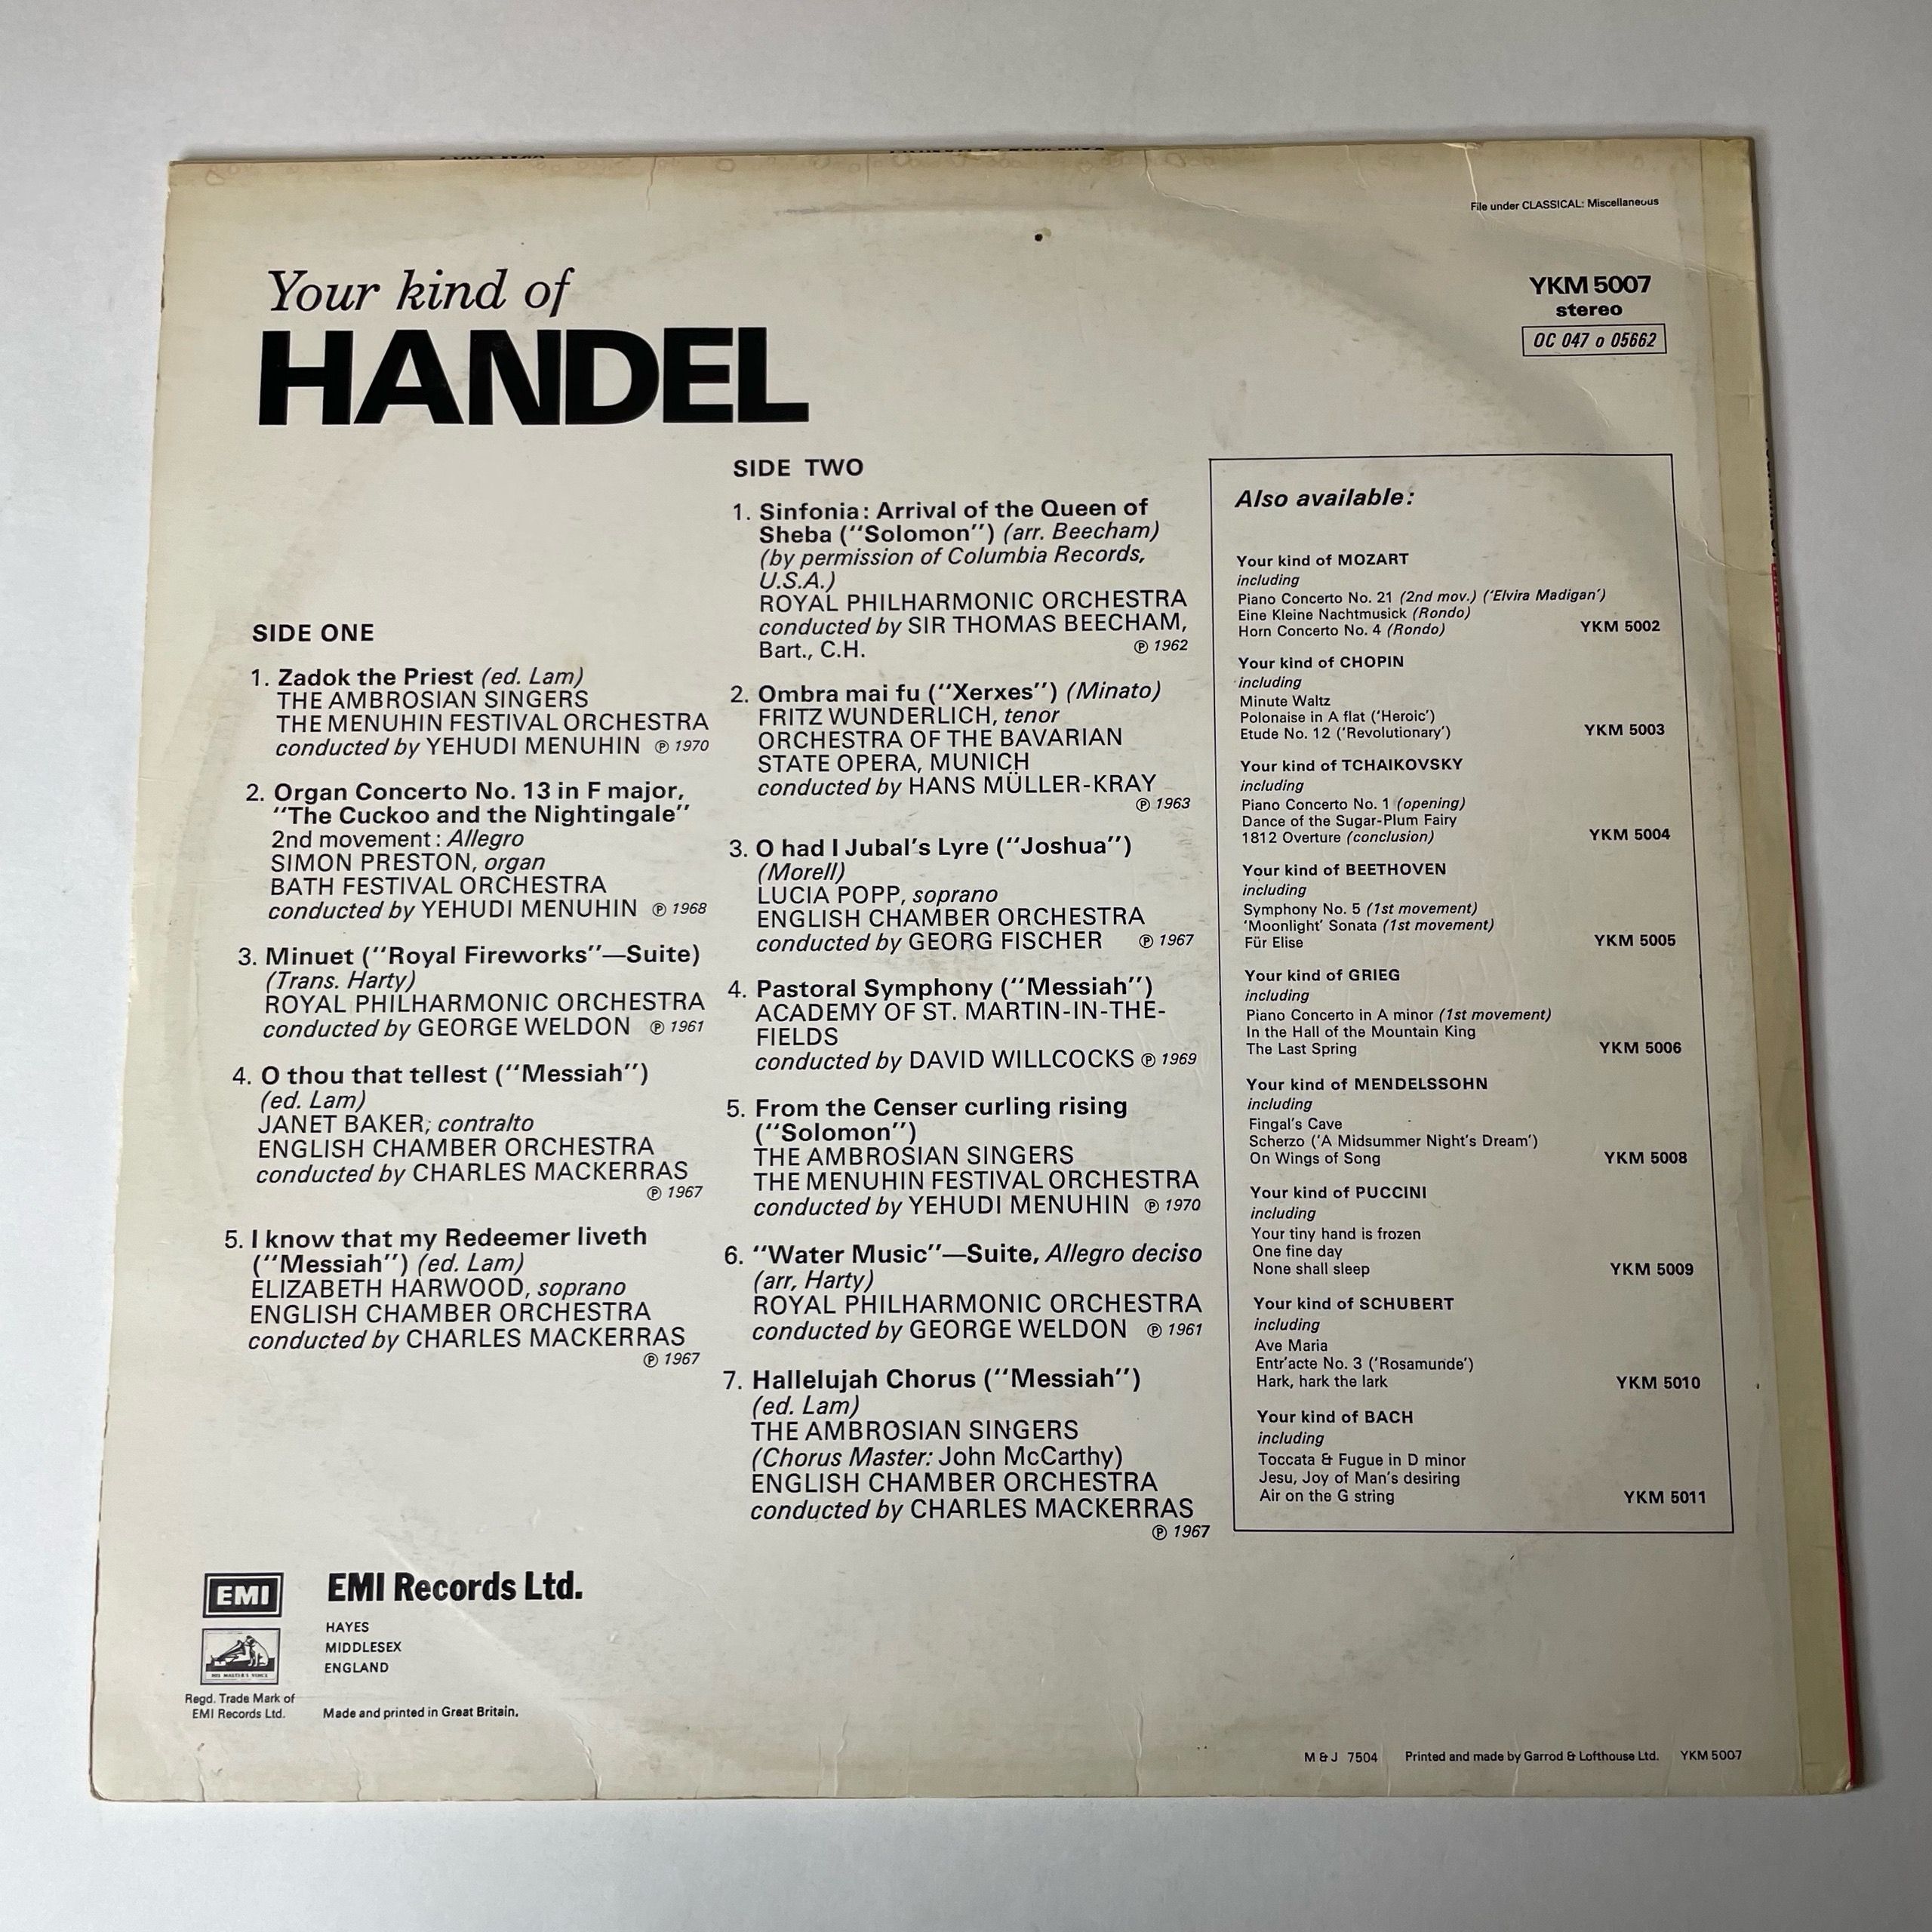 File under CLASSICAL: Miscellaneous
Your kind of
HANDEL
YKM 5007
stereo
OC 047 o 05662
SIDE ONE
1. Zadok the Priest (ed. Lam)
THE AMBROSIAN SINGERS
THE MENUHIN FESTIVAL ORCHESTRA
conducted by YEHUDI MENUHIN ℗ 1970
2. Organ Concerto No. 13 in F major,
"The Cuckoo and the Nightingale"
2nd movement: Allegro
SIMON PRESTON, organ
BATH FESTIVAL ORCHESTRA
conducted by YEHUDI MENUHIN ℗ 1968
3. Minuet ("Royal Fireworks"—Suite)
(Trans. Harty)
ROYAL PHILHARMONIC ORCHESTRA
conducted by GEORGE WELDON ℗ 1961
4. O thou that tellest ("Messiah")
(ed. Lam)
JANET BAKER, contralto
ENGLISH CHAMBER ORCHESTRA
conducted by CHARLES MACKERRAS
℗ 1967
5. I know that my Redeemer liveth
("Messiah") (ed. Lam)
ELIZABETH HARWOOD, soprano
ENGLISH CHAMBER ORCHESTRA
conducted by CHARLES MACKERRAS
℗ 1967
SIDE TWO
1. Sinfonia: Arrival of the Queen of
Sheba ("Solomon") (arr. Beecham)
(by permission of Columbia Records,
U.S.A.)
ROYAL PHILHARMONIC ORCHESTRA
conducted by SIR THOMAS BEECHAM,
Bart., C.H. ℗ 1962
2. Ombra mai fu ("Xerxes") (Minato)
FRITZ WUNDERLICH, tenor
ORCHESTRA OF THE BAVARIAN
STATE OPERA, MUNICH
conducted by HANS MÜLLER-KRAY
℗ 1963
3. O had I Jubal's Lyre ("Joshua")
(Morell)
LUCIA POPP, soprano
ENGLISH CHAMBER ORCHESTRA
conducted by GEORG FISCHER ℗ 1967
4. Pastoral Symphony ("Messiah")
ACADEMY OF ST. MARTIN-IN-THE-
FIELDS
conducted by DAVID WILLCOCKS ℗ 1969
5. From the Censer curling rising
("Solomon")
THE AMBROSIAN SINGERS
THE MENUHIN FESTIVAL ORCHESTRA
conducted by YEHUDI MENUHIN ℗ 1970
6. "Water Music"—Suite, Allegro deciso
(arr, Harty)
ROYAL PHILHARMONIC ORCHESTRA
conducted by GEORGE WELDON ℗ 1961
7. Hallelujah Chorus ("Messiah")
(ed. Lam)
THE AMBROSIAN SINGERS
(Chorus Master: John McCarthy)
ENGLISH CHAMBER ORCHESTRA
conducted by CHARLES MACKERRAS
℗ 1967
Also available:
Your kind of MOZART
including
Piano Concerto No. 21 (2nd mov.) ('Elvira Madigan')
Eine Kleine Nachtmusick (Rondo)
Horn Concerto No. 4 (Rondo) YKM 5002
Your kind of CHOPIN
including
Minute Waltz
Polonaise in A flat ('Heroic')
Etude No. 12 ('Revolutionary') YKM 5003
Your kind of TCHAIKOVSKY
including
Piano Concerto No. 1 (opening)
Dance of the Sugar-Plum Fairy
1812 Overture (conclusion) YKM 5004
Your kind of BEETHOVEN
including
Symphony No. 5 (1st movement)
'Moonlight' Sonata (1st movement)
Für Elise YKM 5005
Your kind of GRIEG
including
Piano Concerto in A minor (1st movement)
In the Hall of the Mountain King
The Last Spring YKM 5006
Your kind of MENDELSSOHN
including
Fingal's Cave
Scherzo ('A Midsummer Night's Dream')
On Wings of Song YKM 5008
Your kind of PUCCINI
including
Your tiny hand is frozen
One fine day
None shall sleep YKM 5009
Your kind of SCHUBERT
including
Ave Maria
Entr'acte No. 3 ('Rosamunde')
Hark, hark the lark YKM 5010
Your kind of BACH
including
Toccata & Fugue in D minor
Jesu, Joy of Man's desiring
Air on the G string YKM 5011
EMI
EMI Records Ltd.
HAYES
MIDDLESEX
ENGLAND
HIS MASTER'S VOICE
Regd. Trade Mark of
EMI Records Ltd.
Made and printed in Great Britain.
M & J 7504 Printed and made by Garrod & Lofthouse Ltd. YKM 5007